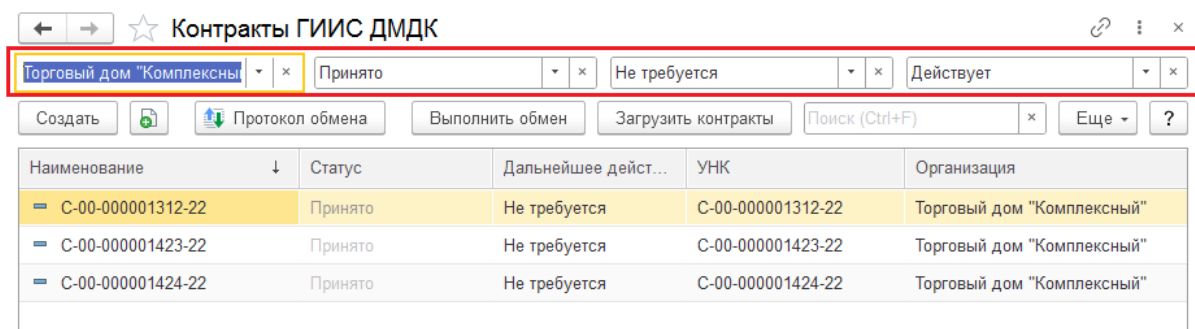 Контракты ГИИС ДМДК
Торговый дом "Комплексны Принято Не требуется Действует
Создать Протокол обмена Выполнить обмен Загрузить контракты Поиск (Ctrl+F) Еще ?
Наименование ↓ Статус Дальнейшее дейст... УНК Организация
С-00-000001312-22 Принято Не требуется С-00-000001312-22 Торговый дом "Комплексный"
С-00-000001423-22 Принято Не требуется С-00-000001423-22 Торговый дом "Комплексный"
С-00-000001424-22 Принято Не требуется С-00-000001424-22 Торговый дом "Комплексный"